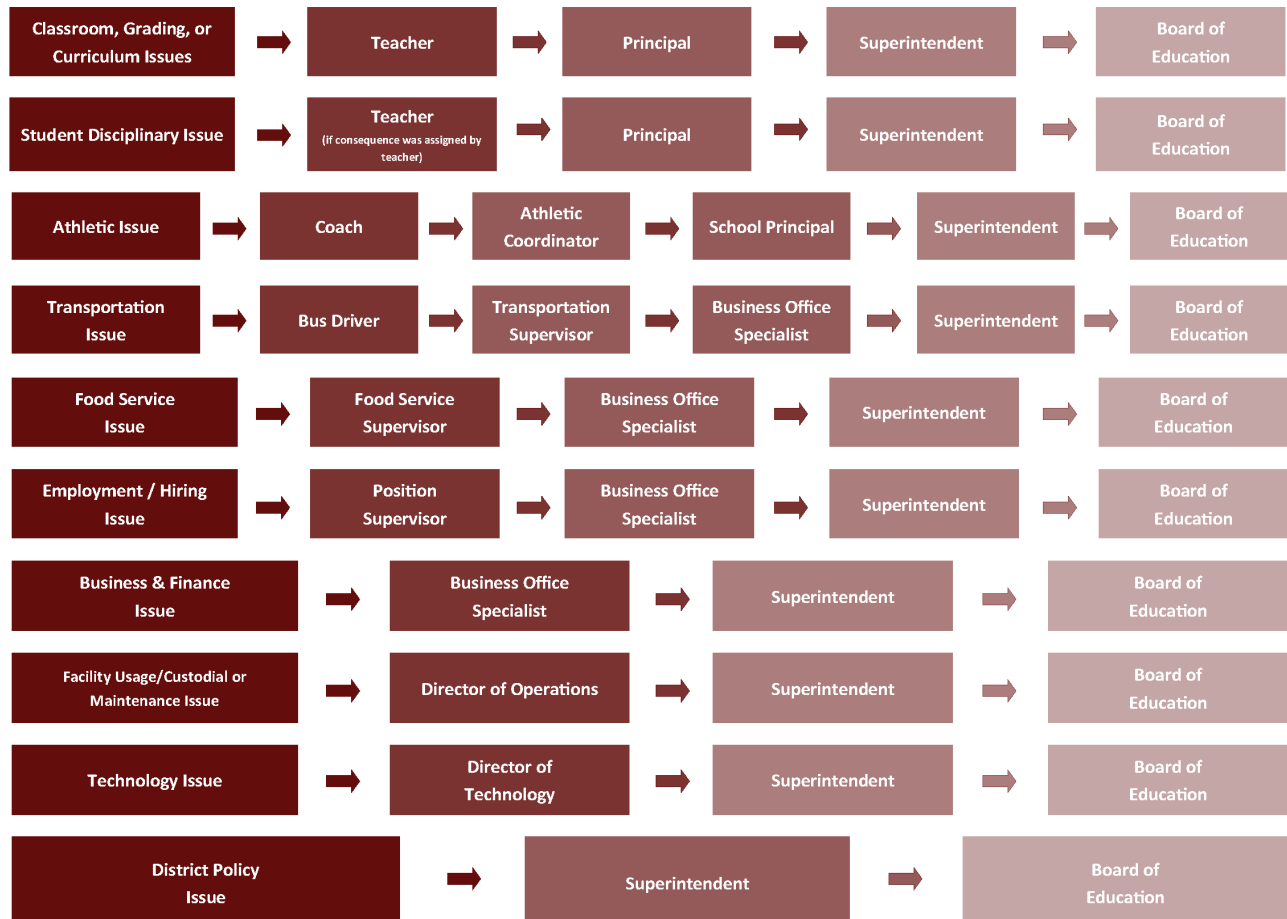 Classroom, Grading, or
Curriculum Issues
Teacher
Principal
Superintendent
Board of
Education
Student Disciplinary Issue
Teacher
(if consequence was assigned by
teacher)
Principal
Superintendent
Board of
Education
Athletic Issue
Coach
Athletic
Coordinator
School Principal
Superintendent
Board of
Education
Transportation
Issue
Bus Driver
Transportation
Supervisor
Business Office
Specialist
Superintendent
Board of
Education
Food Service
Issue
Food Service
Supervisor
Business Office
Specialist
Superintendent
Board of
Education
Employment / Hiring
Issue
Position
Supervisor
Business Office
Specialist
Superintendent
Board of
Education
Business & Finance
Issue
Business Office
Specialist
Superintendent
Board of
Education
Facility Usage/Custodial or
Maintenance Issue
Director of Operations
Superintendent
Board of
Education
Technology Issue
Director of
Technology
Superintendent
Board of
Education
District Policy
Issue
Superintendent
Board of
Education